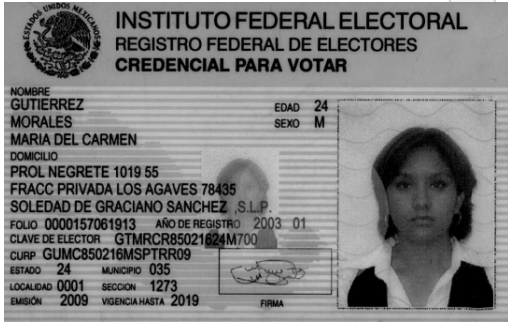 ESTADOS UNIDOS MEXICANOS
INSTITUTO FEDERAL ELECTORAL
REGISTRO FEDERAL DE ELECTORES
CREDENCIAL PARA VOTAR
NOMBRE
GUTIERREZ EDAD 24
MORALES SEXO M
MARIA DEL CARMEN
DOMICILIO
PROL NEGRETE 1019 55
FRACC PRIVADA LOS AGAVES 78435
SOLEDAD DE GRACIANO SANCHEZ ,S.L.P.
FOLIO 0000157061913 AÑO DE REGISTRO 2003 01
CLAVE DE ELECTOR GTMRCR85021624M700
CURP GUMC850216MSPTRR09
ESTADO 24 MUNICIPIO 035
LOCALIDAD 0001 SECCION 1273
EMISIÓN 2009 VIGENCIA HASTA 2019 FIRMA